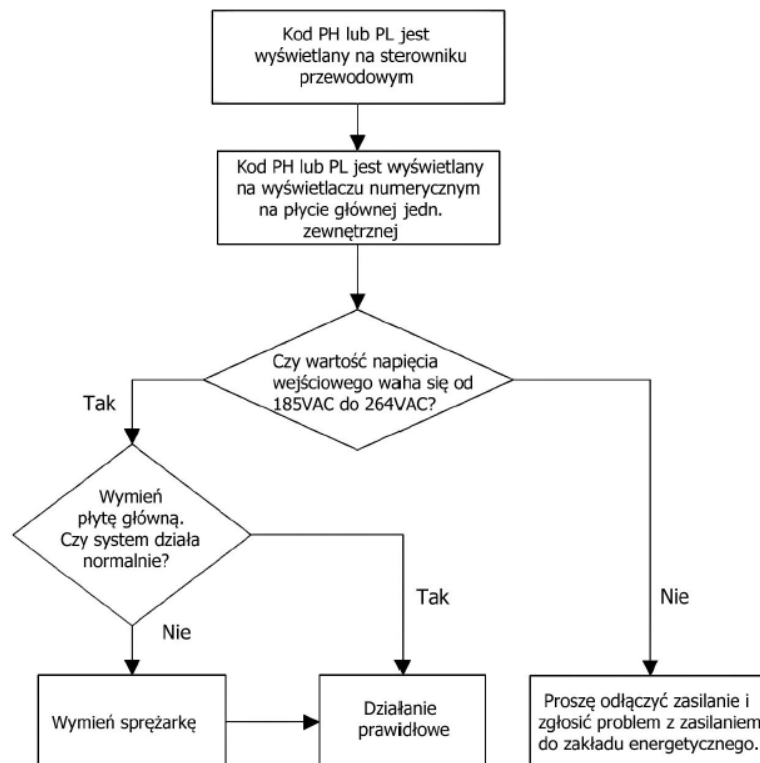 Kod PH lub PL jest
wyświetlany na sterowniku
przewodowym
Kod PH lub PL jest wyświetlany
na wyświetlaczu numerycznym
na płycie głównej jedn.
zewnętrznej
Czy wartość napięcia
wejściowego waha się od
185VAC do 264VAC?
Tak
Wymień
płytę główną.
Czy system działa
normalnie?
Nie
Tak
Nie
Wymień sprężarkę
Działanie
prawidłowe
Proszę odłączyć zasilanie i
zgłosić problem z zasilaniem
do zakładu energetycznego.